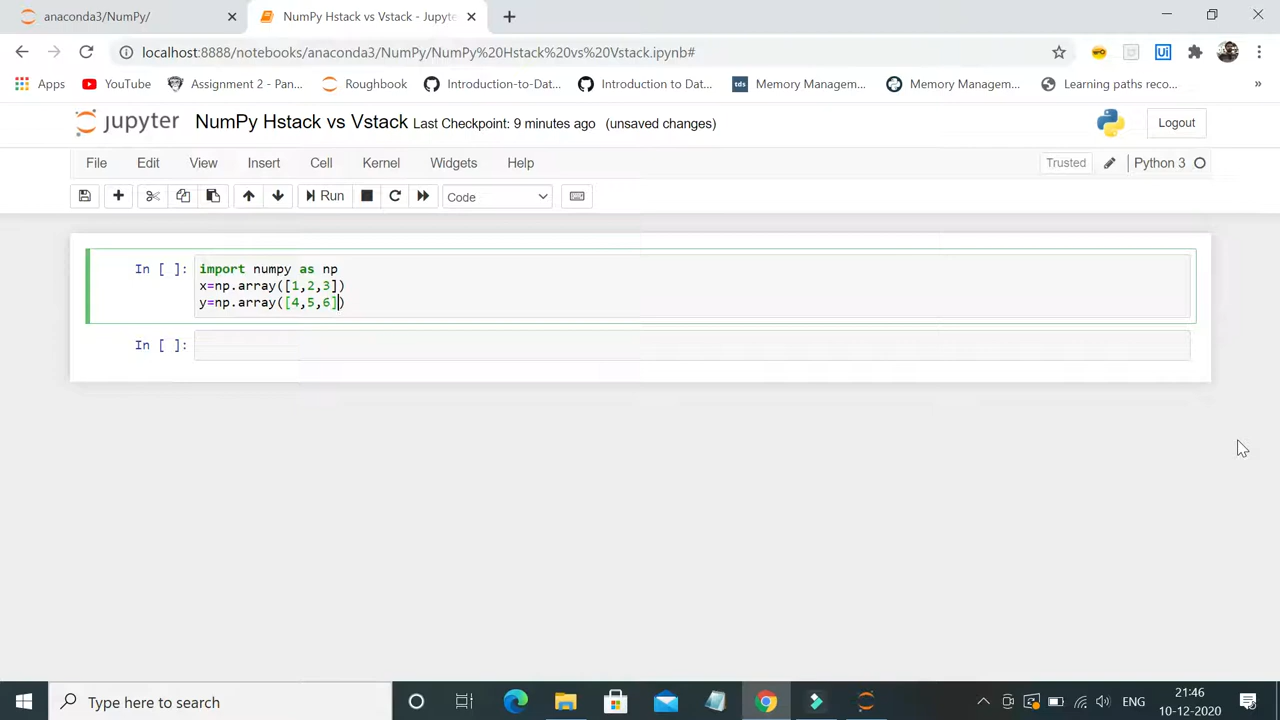 anaconda3/NumPy/
NumPy Hstack vs Vstack - Jupyte
localhost:8888/notebooks/anaconda3/NumPy/NumPy%20Hstack%20vs%20Vstack.ipynb#
Ui
Apps
YouTube
Assignment 2 - Pan...
Roughbook
Introduction-to-Dat...
Introduction to Dat...
tds
Memory Managem...
Memory Managem...
Learning paths reco...
»
jupyter
NumPy Hstack vs Vstack Last Checkpoint: 9 minutes ago (unsaved changes)
Logout
File Edit View Insert Cell Kernel Widgets Help
Trusted
Python 3
Run
Code
In [ ]:
import numpy as np
x=np.array([1,2,3])
y=np.array([4,5,6])
In [ ]:
Type here to search
ENG
21:46
10-12-2020